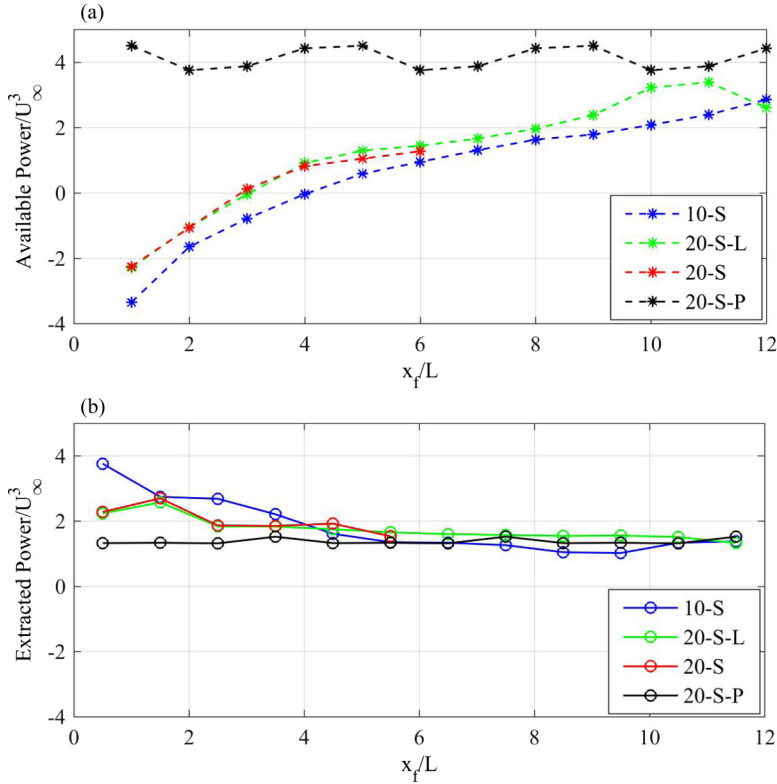 (a)
Available Power/U³∞
4
2
0
-2
-4
0 2 4 6 8 10 12
x_f/L
10-S
20-S-L
20-S
20-S-P
(b)
Extracted Power/U³∞
4
2
0
-2
-4
0 2 4 6 8 10 12
x_f/L
10-S
20-S-L
20-S
20-S-P